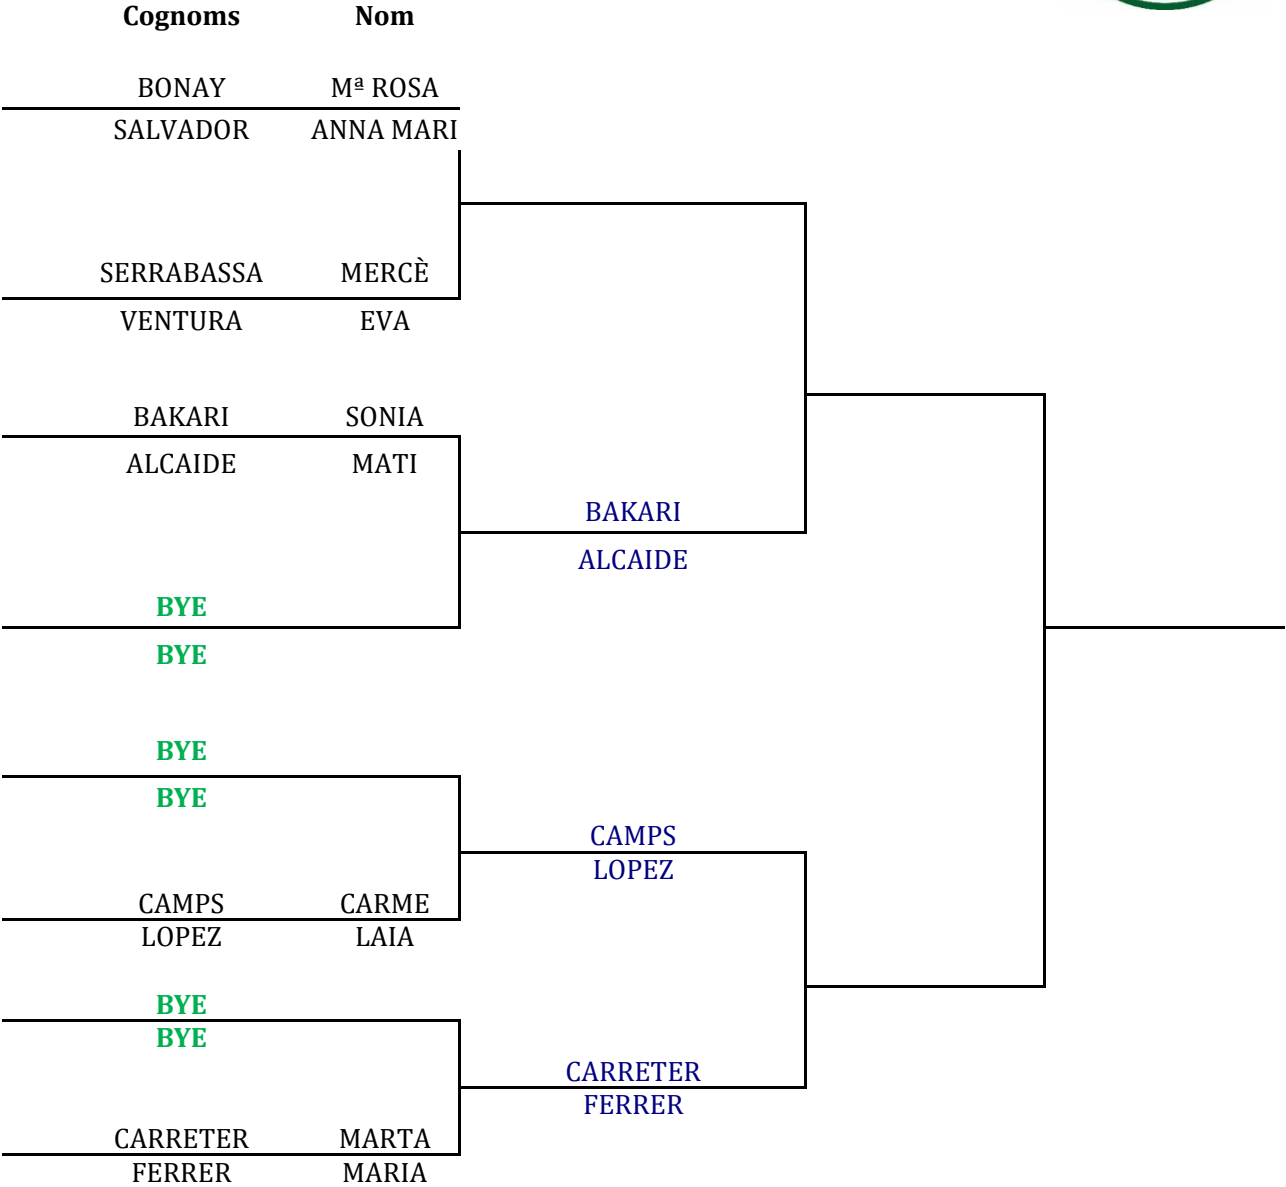 Cognoms Nom
BONAY Mª ROSA
SALVADOR ANNA MARI
SERRABASSA MERCÈ
VENTURA EVA
BAKARI SONIA
ALCAIDE MATI
BAKARI
ALCAIDE
BYE
BYE
BYE
BYE
CAMPS
LOPEZ
CAMPS CARME
LOPEZ LAIA
BYE
BYE
CARRETER
FERRER
CARRETER MARTA
FERRER MARIA